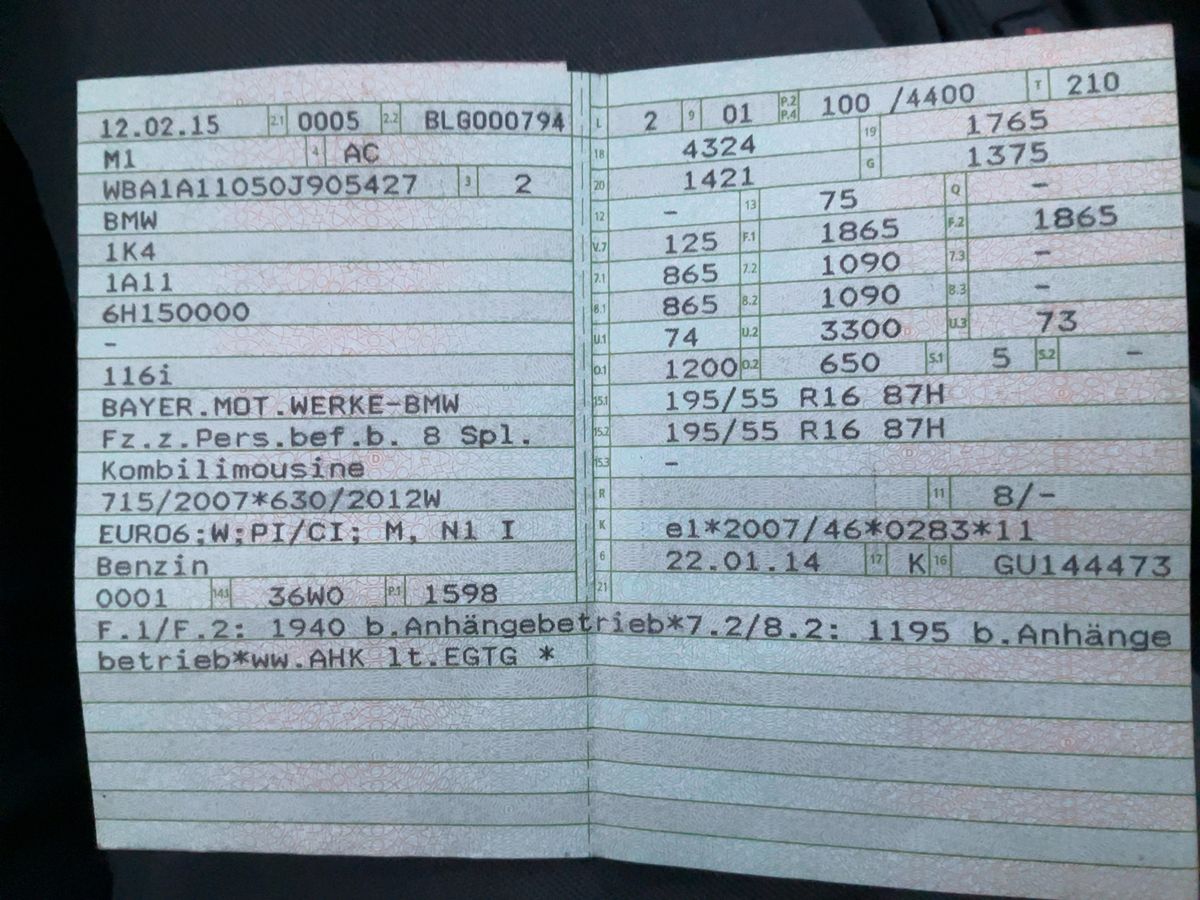 12.02.15 2.1 0005 2.2 BLG000794 L 2 9 01 P.2 P.4 100 /4400 T 210
M1 4 AC 18 4324 19 1765
WBA1A11050J905427 3 2 20 1421 G 1375
BMW 12 - 13 75 Q -
1K4 V.7 125 F.1 1865 F.2 1865
1A11 7.1 865 7.2 1090 7.3 -
6H150000 8.1 865 8.2 1090 8.3 -
- U.1 74 U.2 3300 U.3 73
116i O.1 1200 O.2 650 S.1 5 S.2 -
BAYER.MOT.WERKE-BMW 15.1 195/55 R16 87H
Fz.z.Pers.bef.b. 8 Spl. 15.2 195/55 R16 87H
Kombilimousine 15.3 -
715/2007*630/2012W R 11 8/-
EURO6;W;PI/CI; M, N1 I K e1*2007/46*0283*11
Benzin 6 22.01.14 17 K 16 GU144473
0001 14.1 36W0 P.1 1598 21
F.1/F.2: 1940 b.Anhängebetrieb*7.2/8.2: 1195 b.Anhänge
betrieb*ww.AHK lt.EGTG *